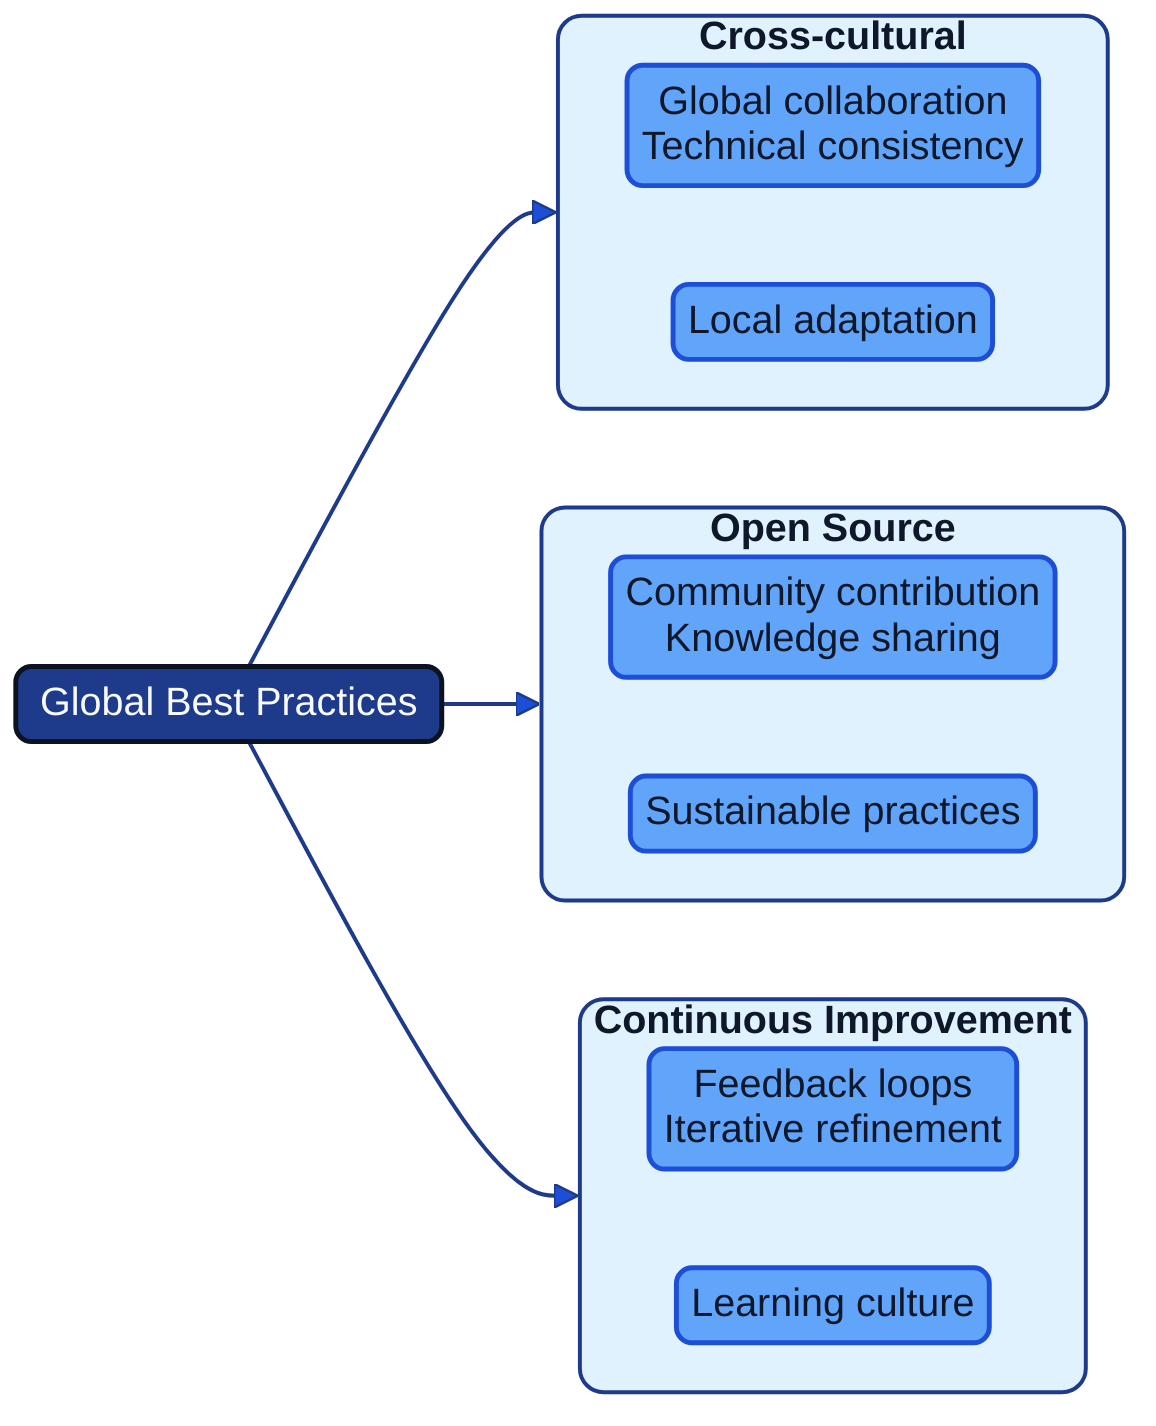 Cross-cultural
Global collaboration
Technical consistency
Local adaptation
Open Source
Community contribution
Knowledge sharing
Global Best Practices
Sustainable practices
Continuous Improvement
Feedback loops
Iterative refinement
Learning culture